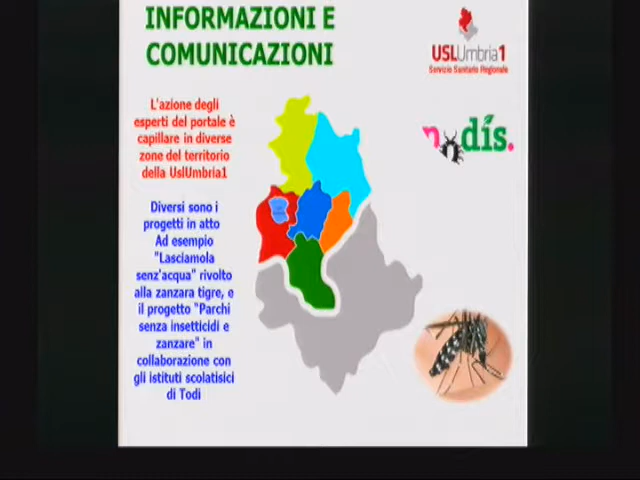 INFORMAZIONI E
COMUNICAZIONI
USLUmbria1
Servizio Sanitario Regionale
L'azione degli
esperti del portale è
capillare in diverse
zone del territorio
della UslUmbria1
dís.
Diversi sono i
progetti in atto
Ad esempio
"Lasciamola
senz'acqua" rivolto
alla zanzara tigre, e
il progetto "Parchi
senza insetticidi e
zanzare" in
collaborazione con
gli istituti scolatisici
di Todi